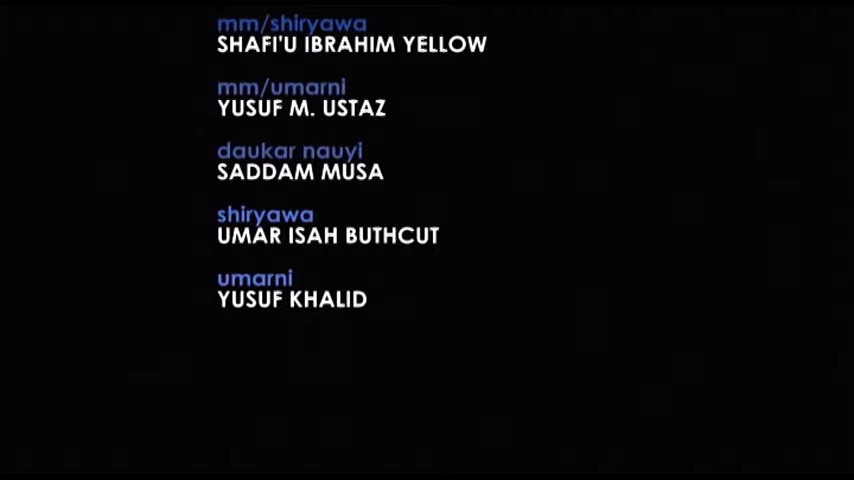 mm/shiryawa
SHAFI'U IBRAHIM YELLOW
mm/umarni
YUSUF M. USTAZ
daukar nauyi
SADDAM MUSA
shiryawa
UMAR ISAH BUTHCUT
umarni
YUSUF KHALID